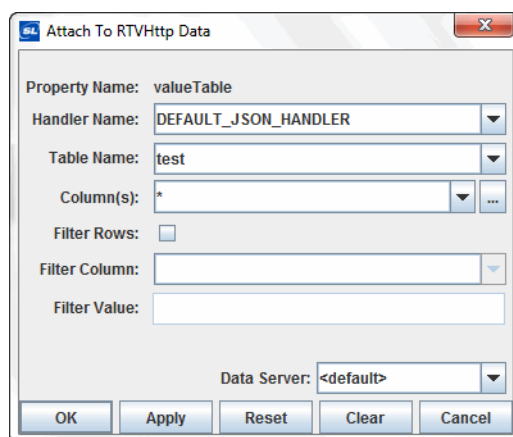 SL Attach To RTVHttp Data
Property Name: valueTable
Handler Name: DEFAULT_JSON_HANDLER
Table Name: test
Column(s): * ...
Filter Rows:
Filter Column:
Filter Value:
Data Server: <default>
OK Apply Reset Clear Cancel